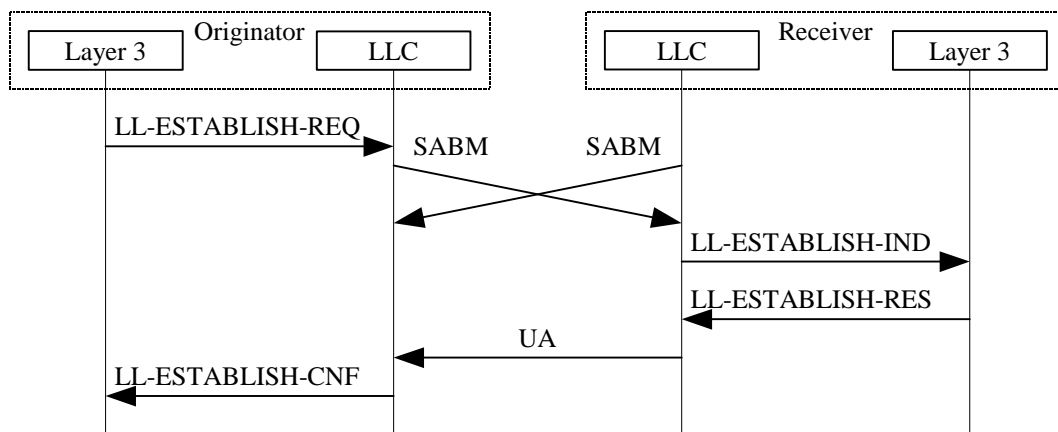 Originator
Receiver
Layer 3
LLC
LLC
Layer 3
LL-ESTABLISH-REQ
SABM
SABM
LL-ESTABLISH-IND
LL-ESTABLISH-RES
UA
LL-ESTABLISH-CNF